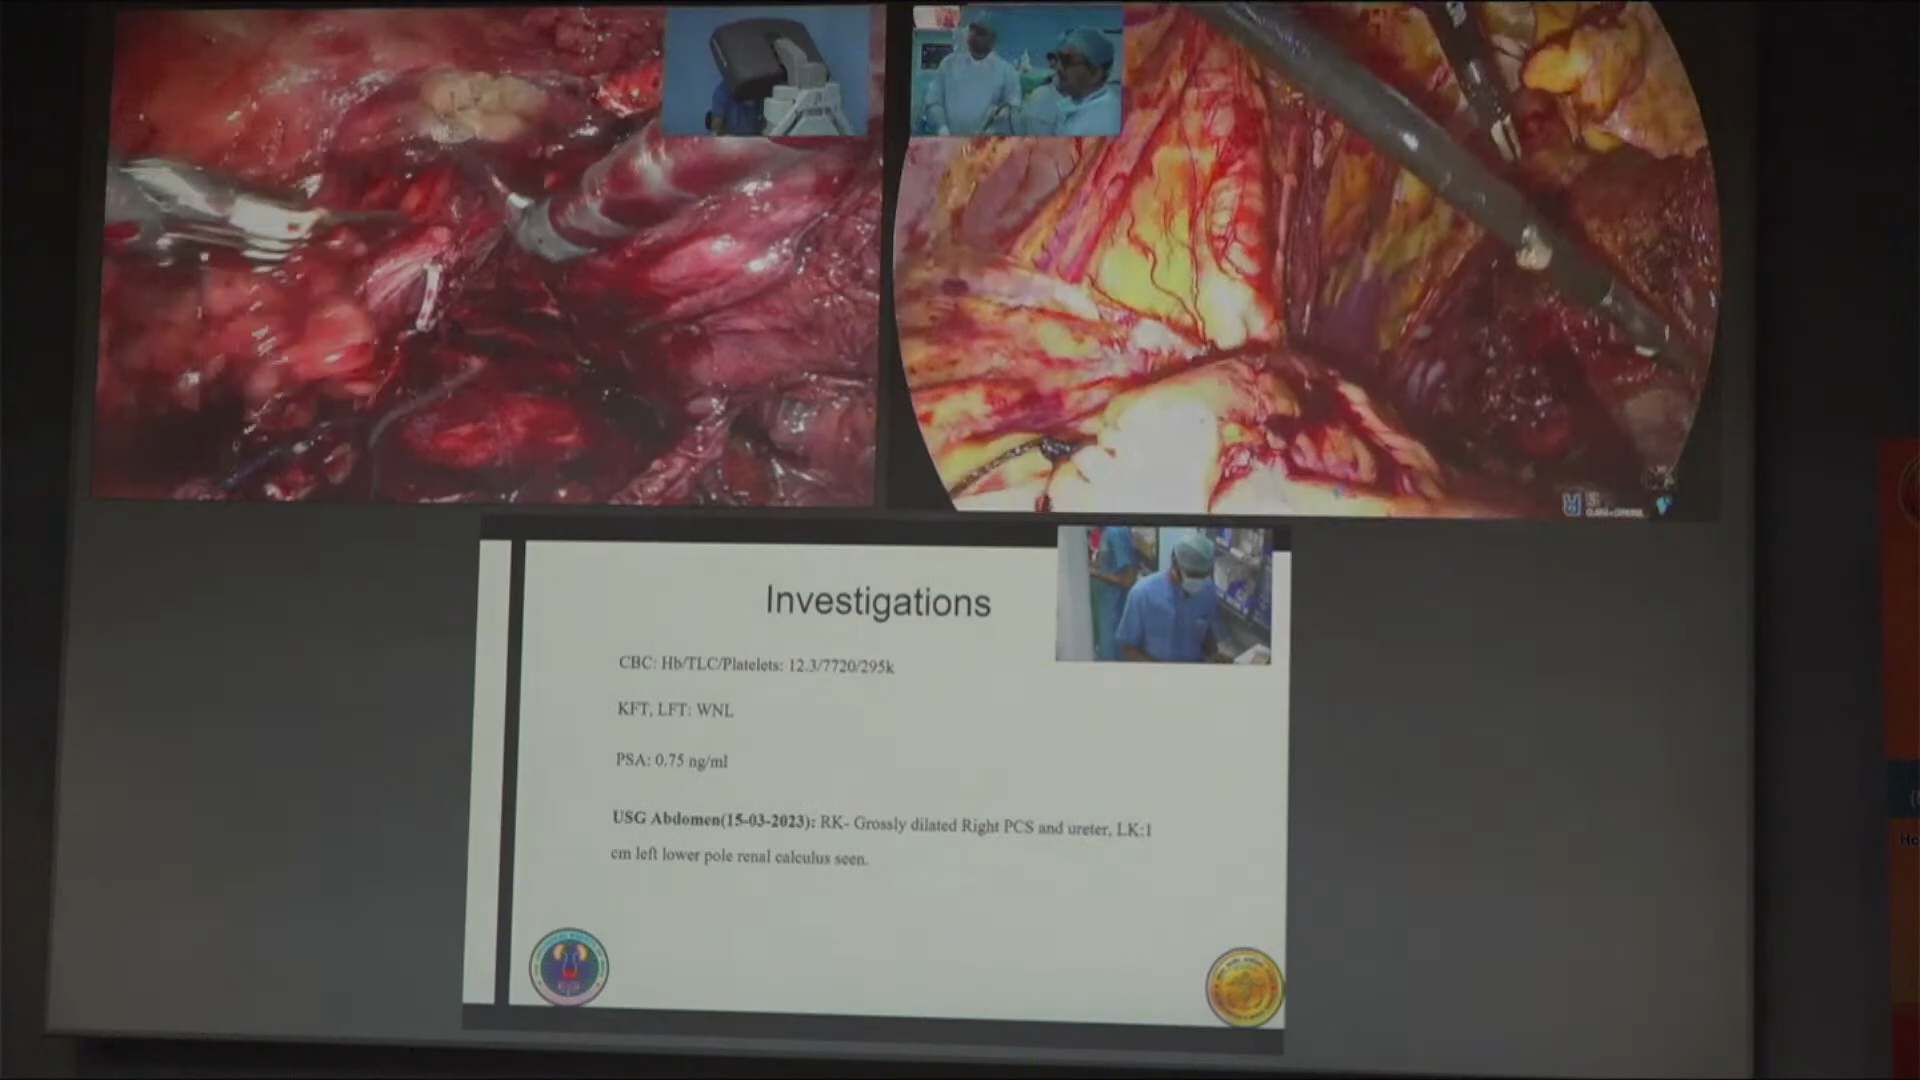 Investigations
CBC: Hb/TLC/Platelets: 12.3/7720/295k
KFT, LFT: WNL
PSA: 0.75 ng/ml
USG Abdomen(15-03-2023): RK- Grossly dilated Right PCS and ureter, LK:1
cm left lower pole renal calculus seen.